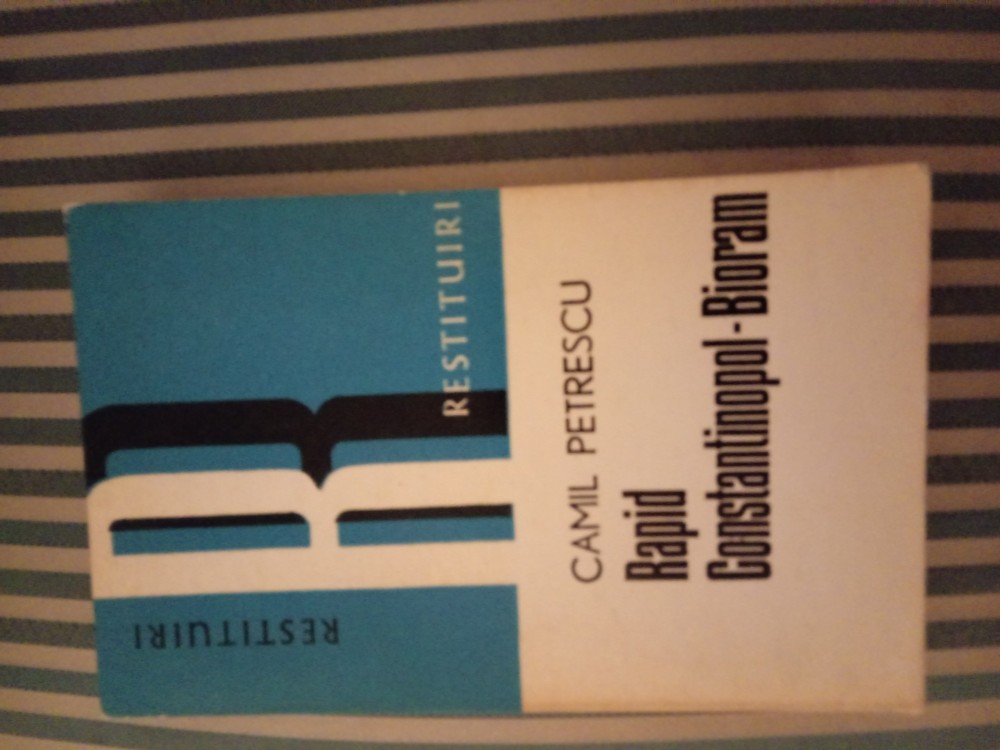 RESTITUIRI
RESTITUIRI
CAMIL PETRESCU
Rapid
Constantinopol - Bioram